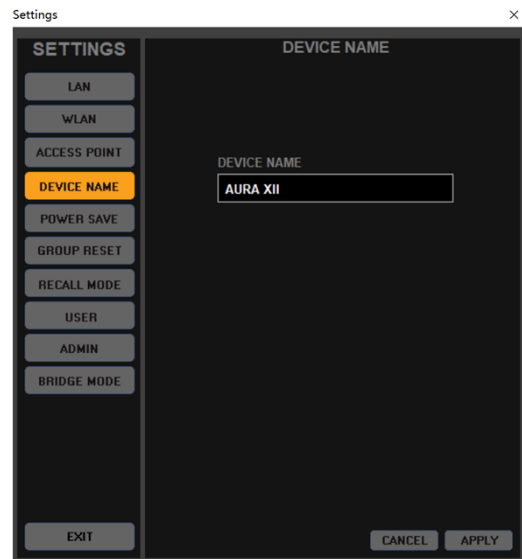 Settings
SETTINGS
LAN
WLAN
ACCESS POINT
DEVICE NAME
POWER SAVE
GROUP RESET
RECALL MODE
USER
ADMIN
BRIDGE MODE
EXIT
DEVICE NAME
DEVICE NAME
AURA XII
CANCEL
APPLY